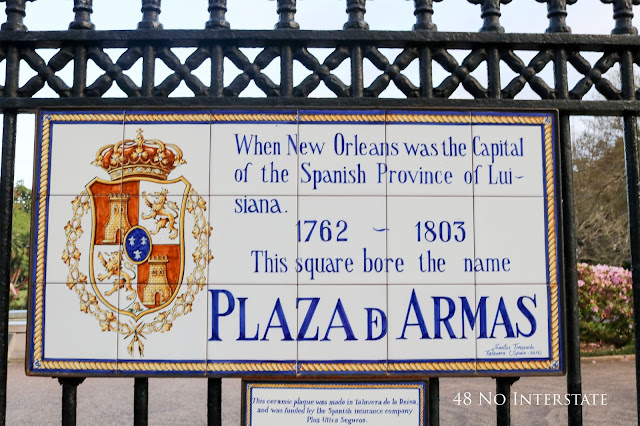 When New Orleans was the Capital
of the Spanish Province of Lui-
siana.
1762 ~ 1803
This square bore the name
PLAZA D ARMAS
Talavera (Spain)
This ceramic plaque was made in Talavera de la Reina,
and was funded by the Spanish insurance company
Plus Ultra Seguros.
48 No Interstate